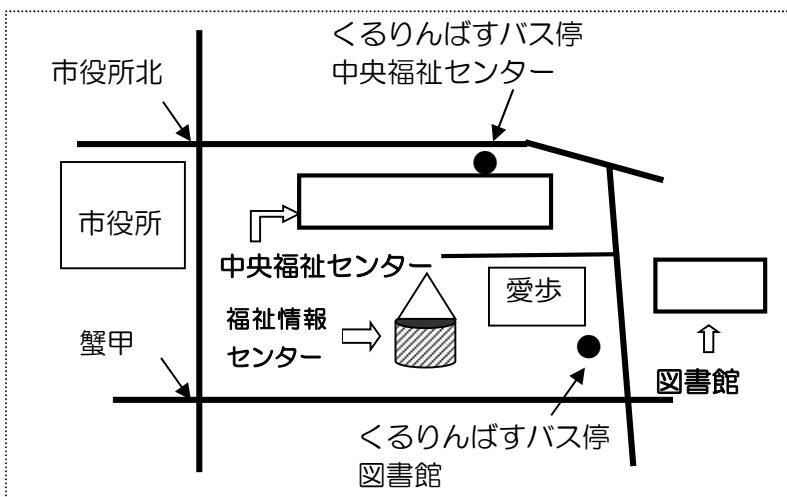 くるりんばすバス停
中央福祉センター
市役所北
市役所
中央福祉センター
愛歩
福祉情報
センター
蟹甲
図書館
くるりんばすバス停
図書館